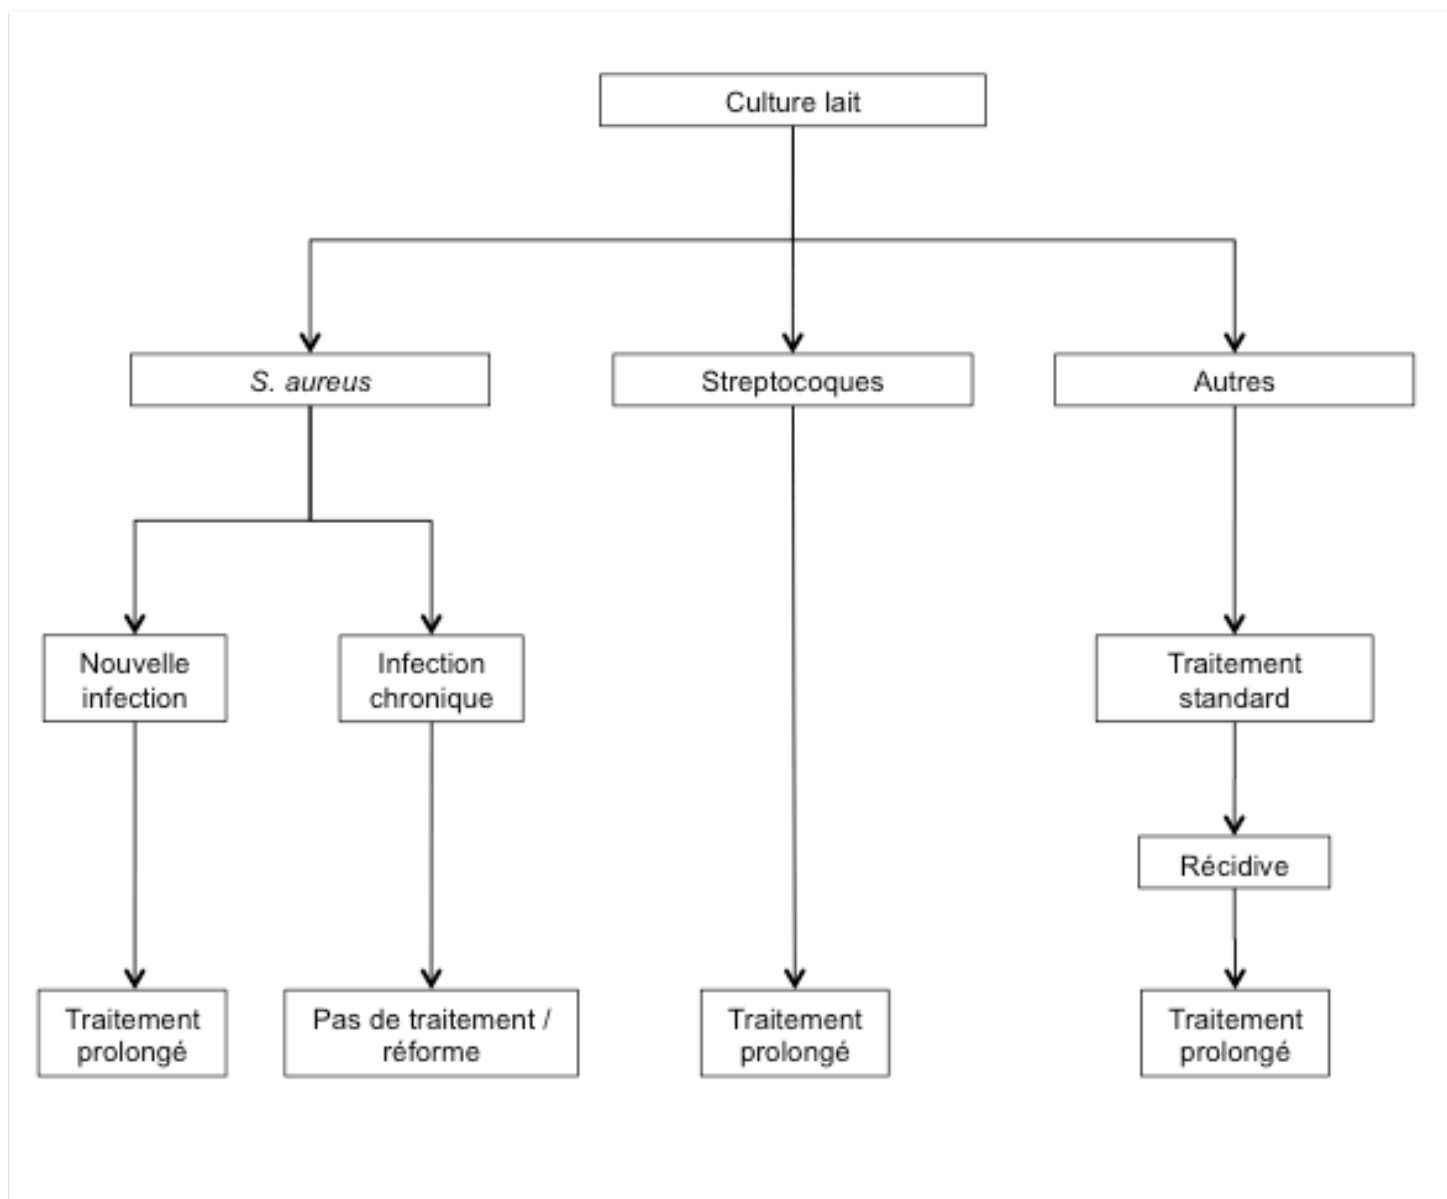 Culture lait
S. aureus
Streptocoques
Autres
Nouvelle
infection
Infection
chronique
Traitement
standard
Récidive
Traitement
prolongé
Pas de traitement /
réforme
Traitement
prolongé
Traitement
prolongé